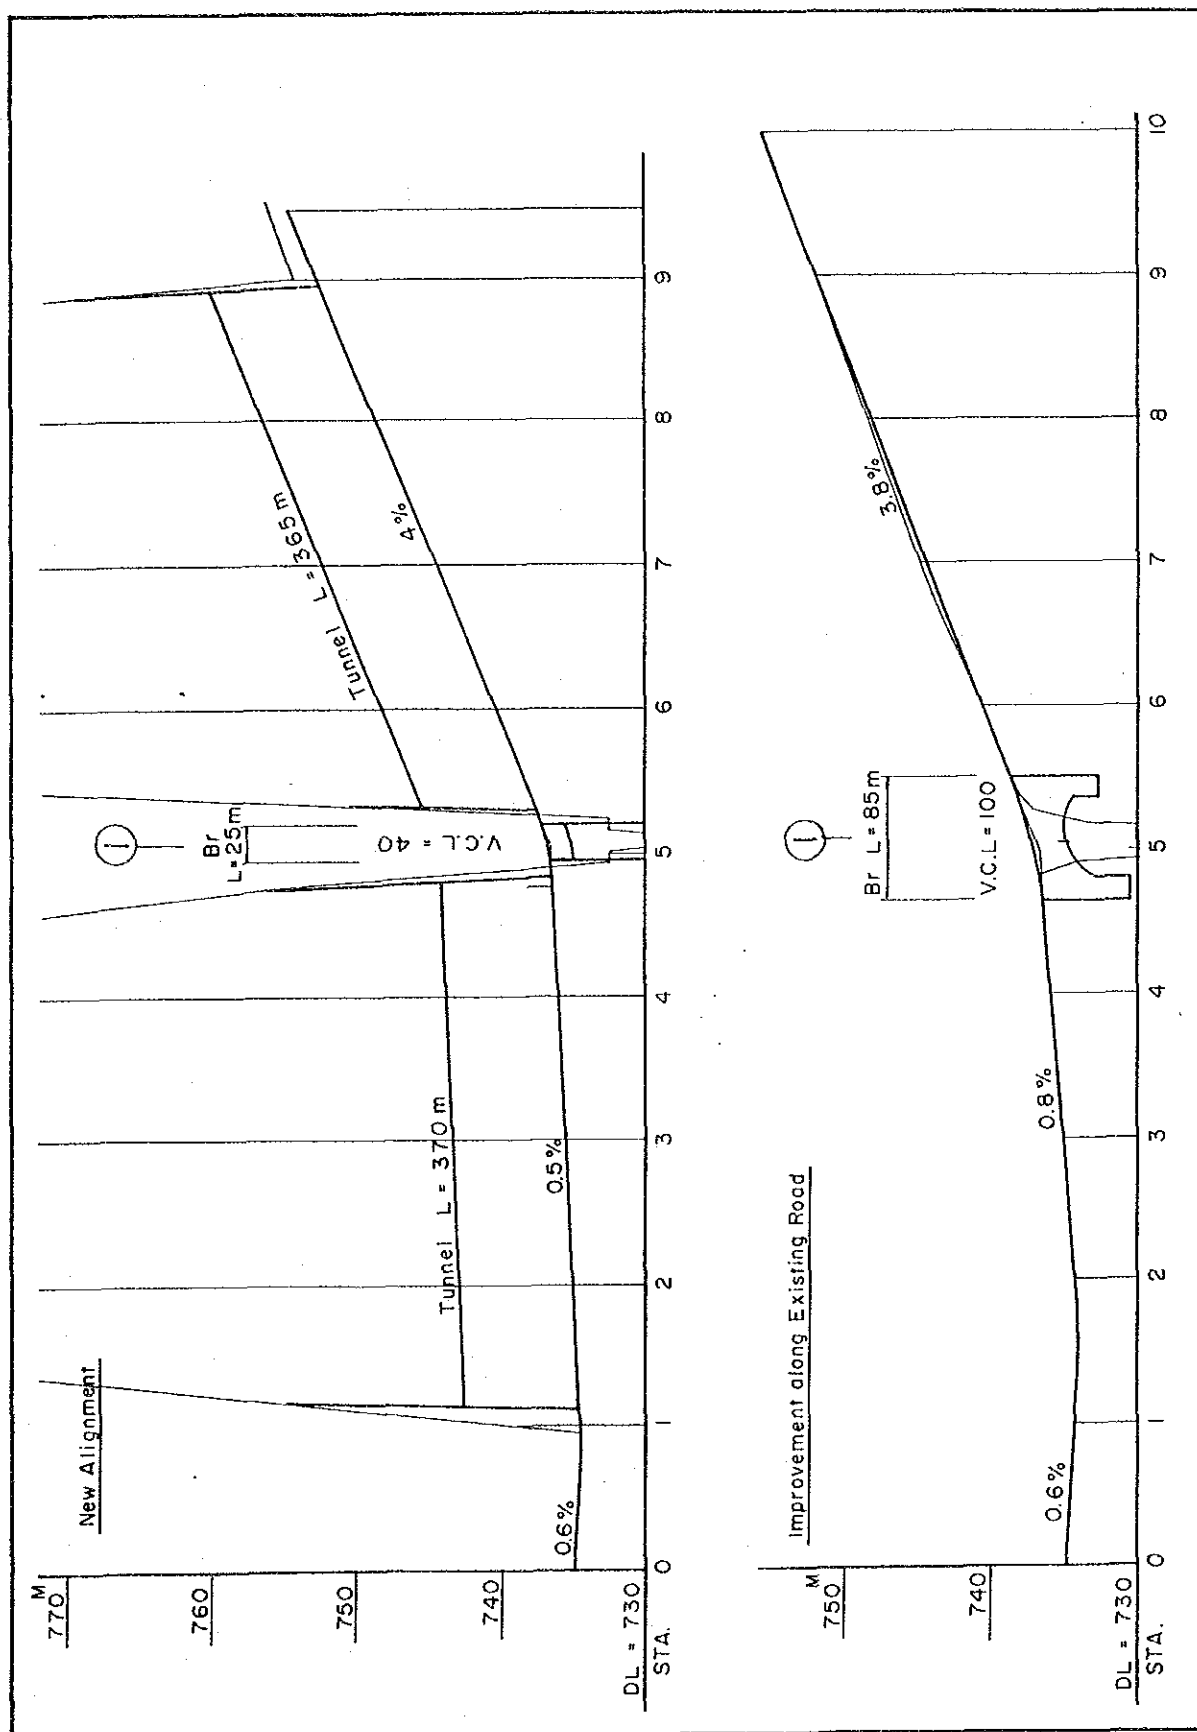 New Alignment
M
770
760
750
740
DL = 730
STA.
0 1 2 3 4 5 6 7 8 9
0.6%
0.5%
4%
Tunnel L = 370 m
Tunnel L = 365 m
1
Br
L=25m
V.C.L = 40
Improvement along Existing Road
M
750
740
DL = 730
STA.
0 1 2 3 4 5 6 7 8 9 10
0.6%
0.8%
3.8%
1
Br L = 85m
V.C.L = 100